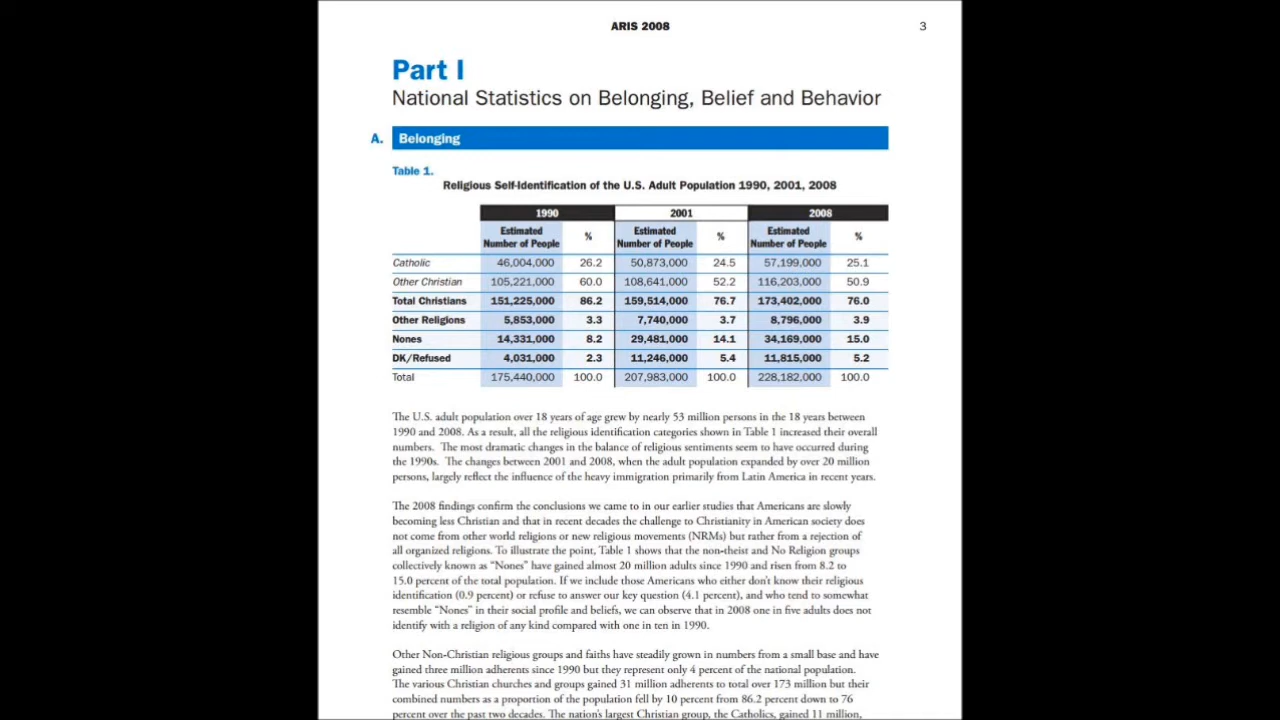 ARIS 2008 3
Part I
National Statistics on Belonging, Belief and Behavior
A. Belonging
Table 1.
Religious Self-Identification of the U.S. Adult Population 1990, 2001, 2008
1990 2001 2008
Estimated Number of People % Estimated Number of People % Estimated Number of People %
Catholic 46,004,000 26.2 50,873,000 24.5 57,199,000 25.1
Other Christian 105,221,000 60.0 108,641,000 52.2 116,203,000 50.9
Total Christians 151,225,000 86.2 159,514,000 76.7 173,402,000 76.0
Other Religions 5,853,000 3.3 7,740,000 3.7 8,796,000 3.9
Nones 14,331,000 8.2 29,481,000 14.1 34,169,000 15.0
DK/Refused 4,031,000 2.3 11,246,000 5.4 11,815,000 5.2
Total 175,440,000 100.0 207,983,000 100.0 228,182,000 100.0
The U.S. adult population over 18 years of age grew by nearly 53 million persons in the 18 years between
1990 and 2008. As a result, all the religious identification categories shown in Table 1 increased their overall
numbers. The most dramatic changes in the balance of religious sentiments seem to have occurred during
the 1990s. The changes between 2001 and 2008, when the adult population expanded by over 20 million
persons, largely reflect the influence of the heavy immigration primarily from Latin America in recent years.
The 2008 findings confirm the conclusions we came to in our earlier studies that Americans are slowly
becoming less Christian and that in recent decades the challenge to Christianity in American society does
not come from other world religions or new religious movements (NRMs) but rather from a rejection of
all organized religions. To illustrate the point, Table 1 shows that the non-theist and No Religion groups
collectively known as “Nones” have gained almost 20 million adults since 1990 and risen from 8.2 to
15.0 percent of the total population. If we include those Americans who either don’t know their religious
identification (0.9 percent) or refuse to answer our key question (4.1 percent), and who tend to somewhat
resemble “Nones” in their social profile and beliefs, we can observe that in 2008 one in five adults does not
identify with a religion of any kind compared with one in ten in 1990.
Other Non-Christian religious groups and faiths have steadily grown in numbers from a small base and have
gained three million adherents since 1990 but they represent only 4 percent of the national population.
The various Christian churches and groups gained 31 million adherents to total over 173 million but their
combined numbers as a proportion of the population fell by 10 percent from 86.2 percent down to 76
percent over the past two decades. The nation’s largest Christian group, the Catholics, gained 11 million,